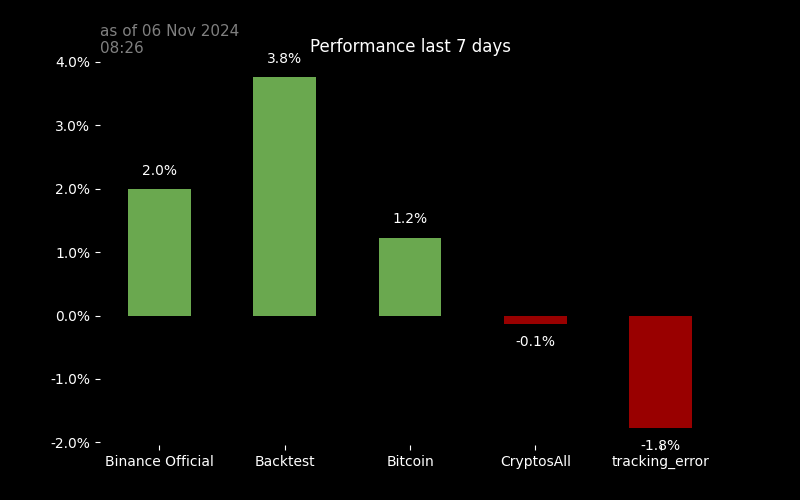 as of 06 Nov 2024
08:26
Performance last 7 days
4.0%
3.0%
2.0%
1.0%
0.0%
-1.0%
-2.0%
2.0%
3.8%
1.2%
-0.1%
-1.8%
Binance Official
Backtest
Bitcoin
CryptosAll
tracking_error